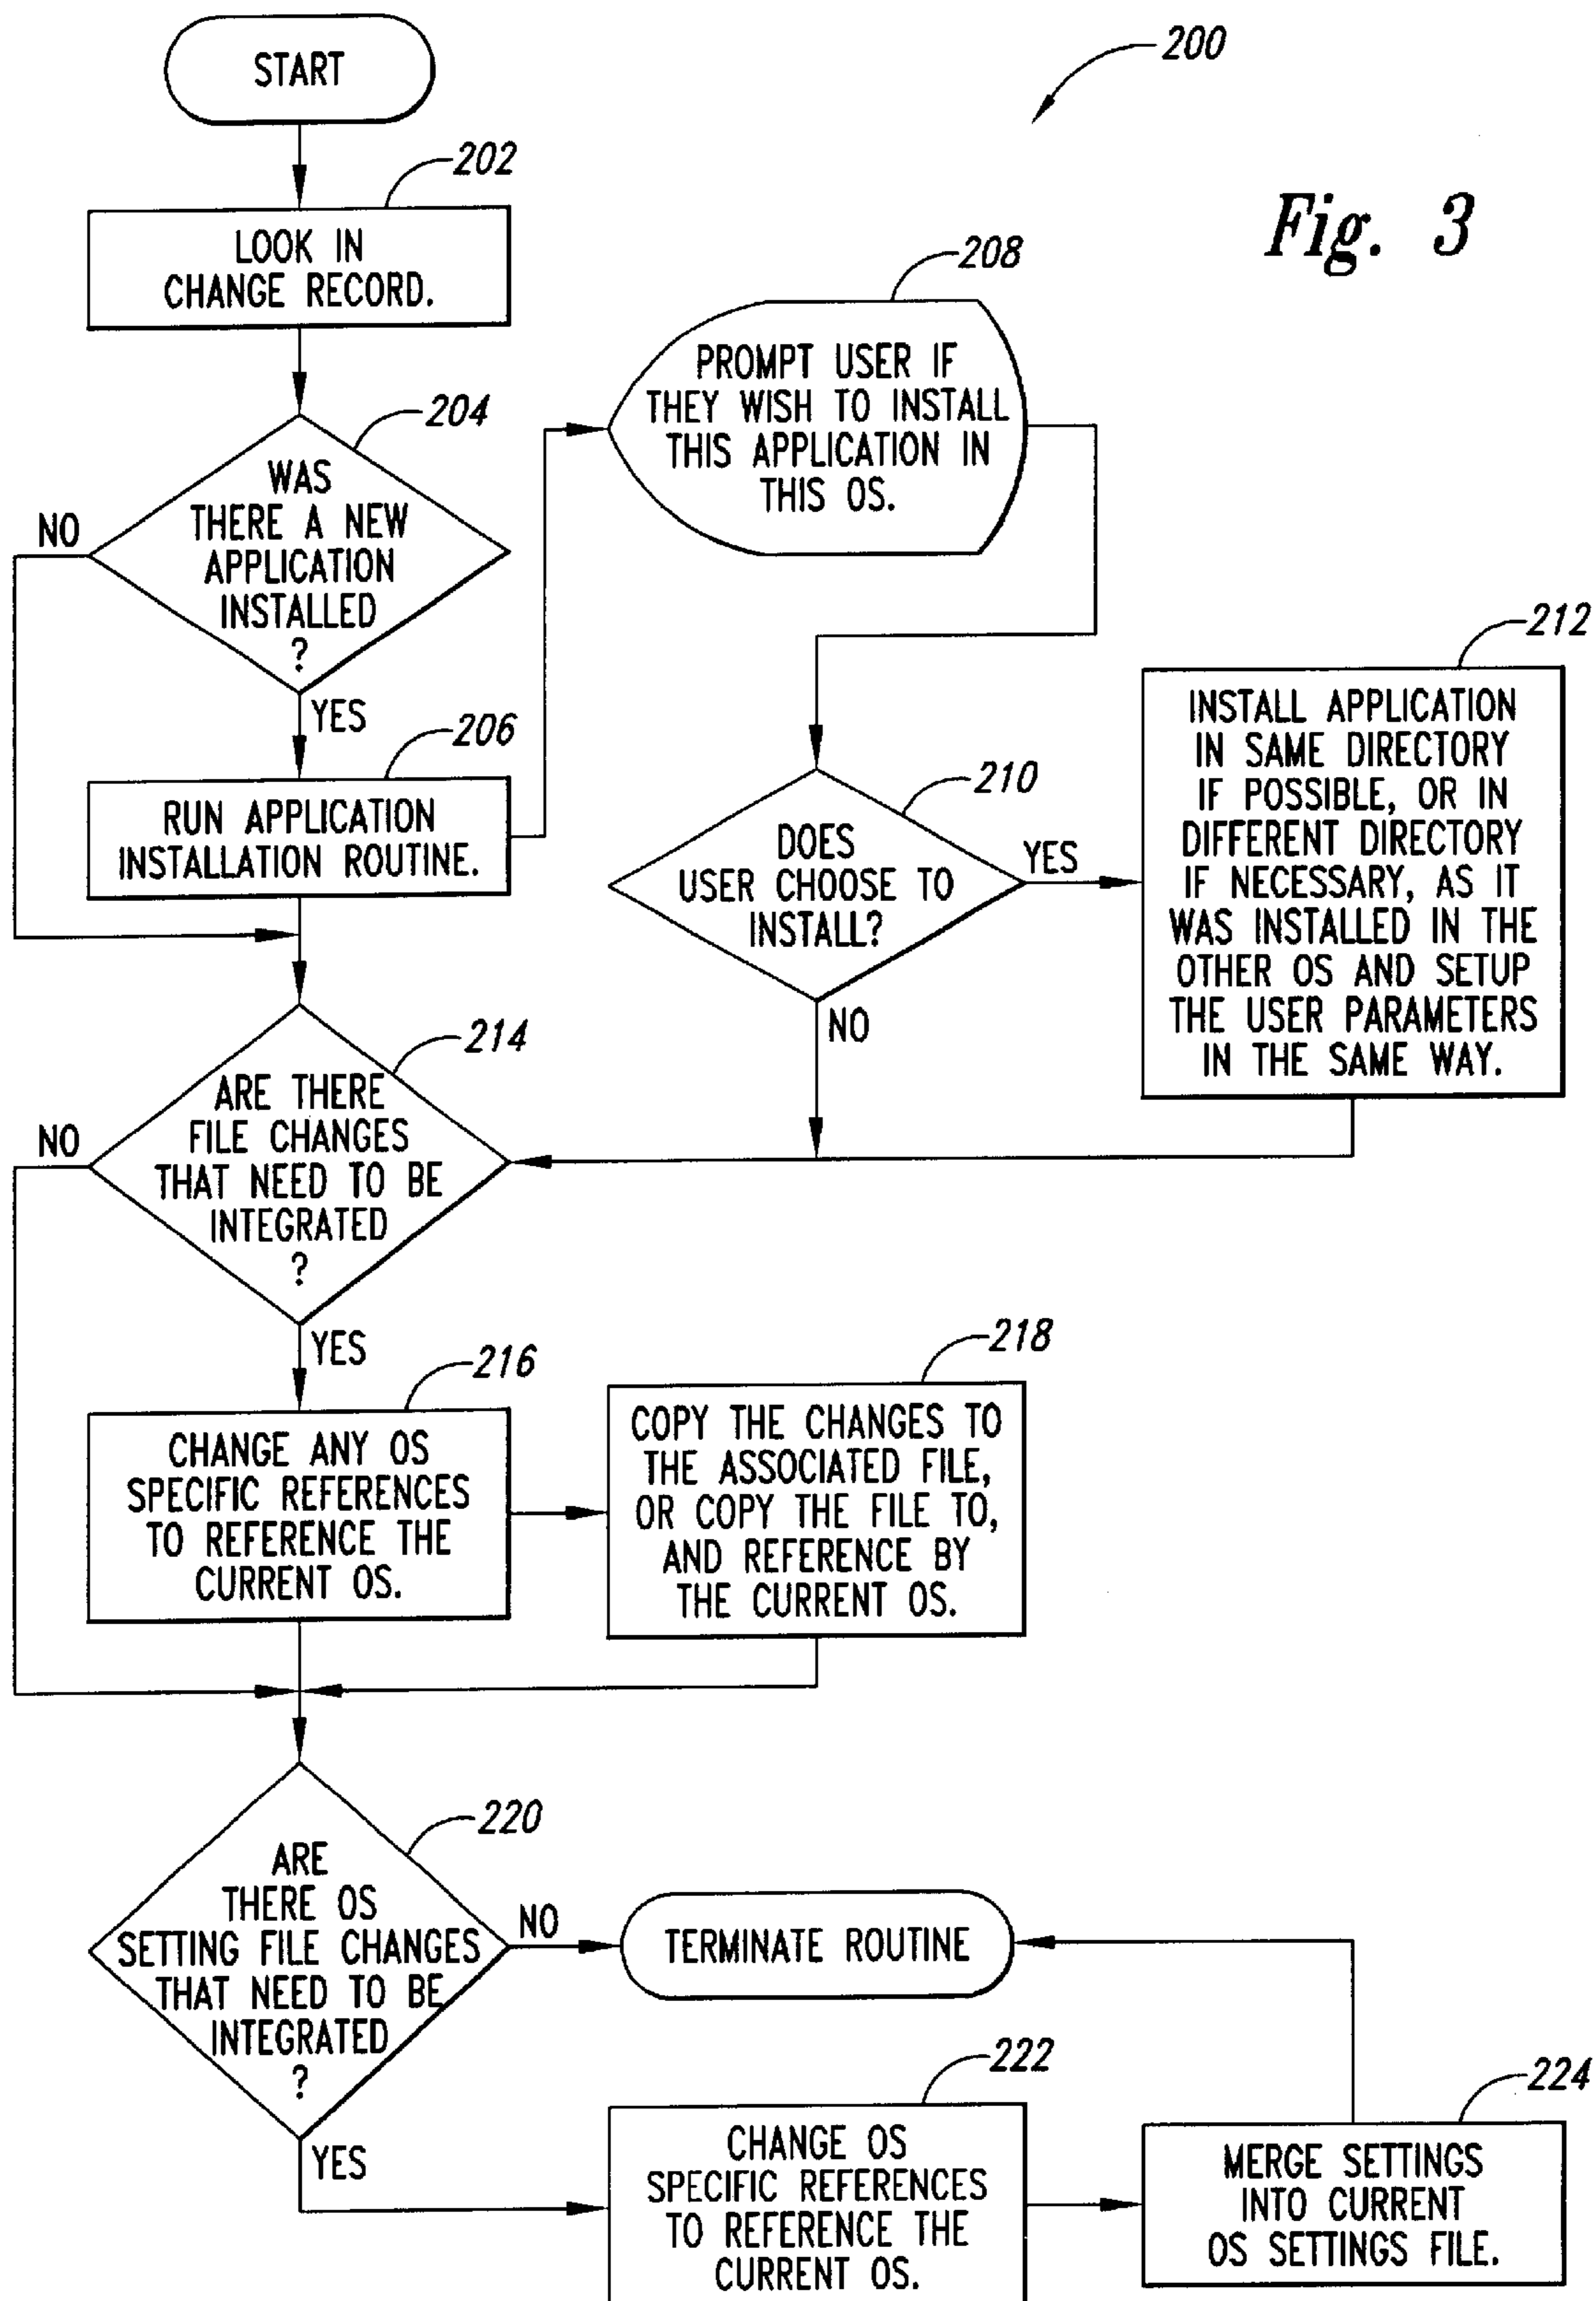 START
200
Fig. 3
202
LOOK IN
CHANGE RECORD.
204
WAS
THERE A NEW
APPLICATION
INSTALLED
?
NO
YES
206
RUN APPLICATION
INSTALLATION ROUTINE.
208
PROMPT USER IF
THEY WISH TO INSTALL
THIS APPLICATION IN
THIS OS.
210
DOES
USER CHOOSE TO
INSTALL?
YES
NO
212
INSTALL APPLICATION
IN SAME DIRECTORY
IF POSSIBLE, OR IN
DIFFERENT DIRECTORY
IF NECESSARY, AS IT
WAS INSTALLED IN THE
OTHER OS AND SETUP
THE USER PARAMETERS
IN THE SAME WAY.
214
ARE THERE
FILE CHANGES
THAT NEED TO BE
INTEGRATED
?
NO
YES
216
CHANGE ANY OS
SPECIFIC REFERENCES
TO REFERENCE THE
CURRENT OS.
218
COPY THE CHANGES TO
THE ASSOCIATED FILE,
OR COPY THE FILE TO,
AND REFERENCE BY
THE CURRENT OS.
220
ARE
THERE OS
SETTING FILE CHANGES
THAT NEED TO BE
INTEGRATED
?
NO
TERMINATE ROUTINE
YES
222
CHANGE OS
SPECIFIC REFERENCES
TO REFERENCE THE
CURRENT OS.
224
MERGE SETTINGS
INTO CURRENT
OS SETTINGS FILE.